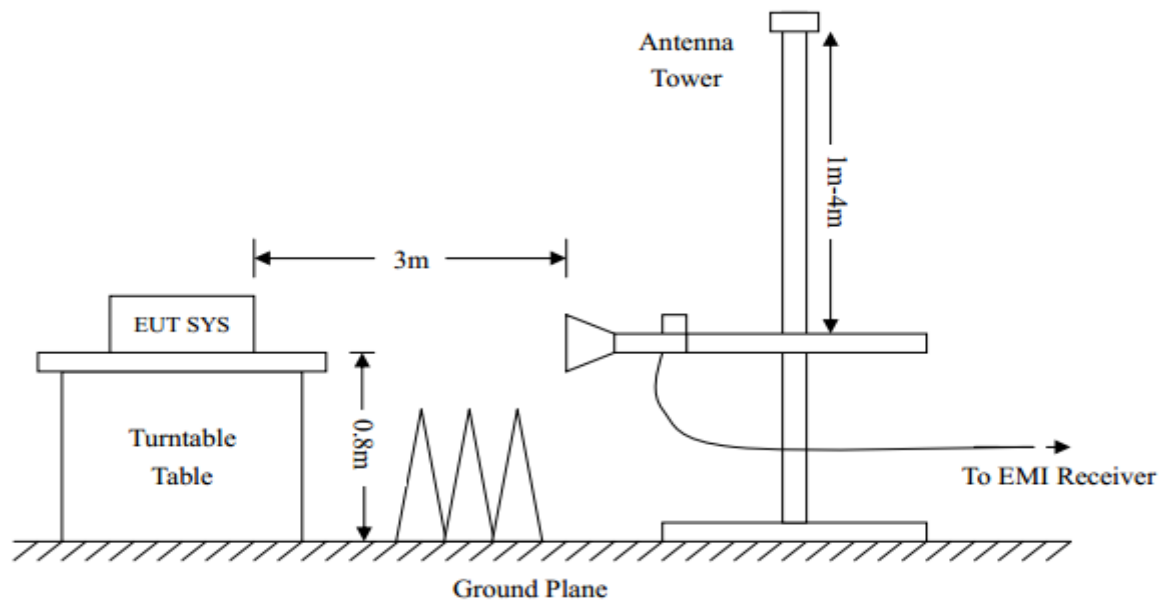 Antenna
Tower
1m-4m
3m
EUT SYS
0.8m
Turntable
Table
To EMI Receiver
Ground Plane